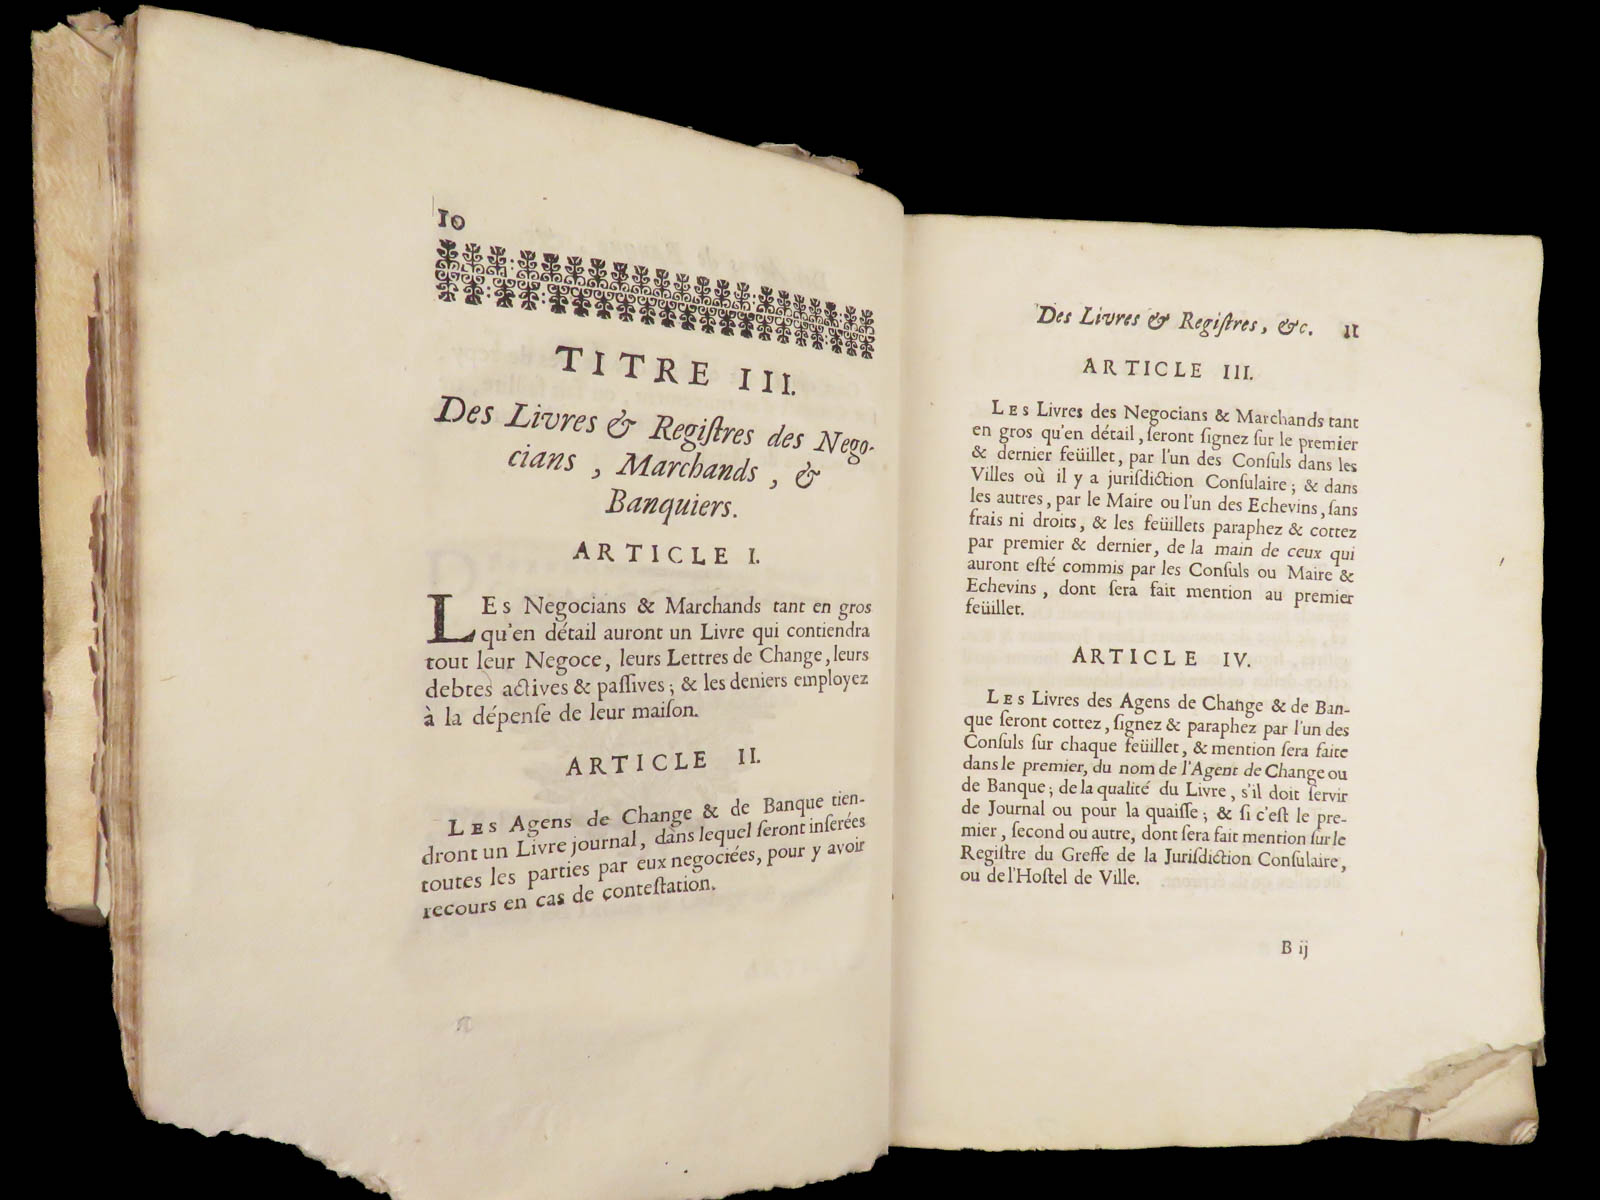 10
TITRE III.
Des Livres & Regiſtres des Nego-
cians , Marchands , &
Banquiers.
ARTICLE I.
LES Negocians & Marchands tant en gros
qu'en détail auront un Livre qui contiendra
tout leur Negoce, leurs Lettres de Change, leurs
debtes actives & paſſives ; & les deniers employez
à la dépenſe de leur maiſon.
ARTICLE II.
LES Agens de Change & de Banque tien-
dront un Livre journal, dans lequel ſeront inſerées
toutes les parties par eux negociées, pour y avoir
recours en cas de conteſtation.
Des Livres & Regiſtres, &c. 11
ARTICLE III.
LES Livres des Negocians & Marchands tant
en gros qu'en détail, ſeront ſignez ſur le premier
& dernier feüillet, par l'un des Conſuls dans les
Villes où il y a juriſdiction Conſulaire ; & dans
les autres, par le Maire ou l'un des Echevins, ſans
frais ni droits, & les feüillets paraphez & cottez
par premier & dernier, de la main de ceux qui
auront eſté commis par les Conſuls ou Maire &
Echevins, dont ſera fait mention au premier
feüillet.
ARTICLE IV.
LES Livres des Agens de Change & de Ban-
que ſeront cottez, ſignez & paraphez par l'un des
Conſuls ſur chaque feüillet, & mention ſera faite
dans le premier, du nom de l'Agent de Change ou
de Banque ; de la qualité du Livre, s'il doit ſervir
de Journal ou pour la quaiſſe ; & ſi c'eſt le pre-
mier, ſecond ou autre, dont ſera fait mention ſur le
Regiſtre du Greffe de la Juriſdiction Conſulaire,
ou de l'Hoſtel de Ville.
B ij